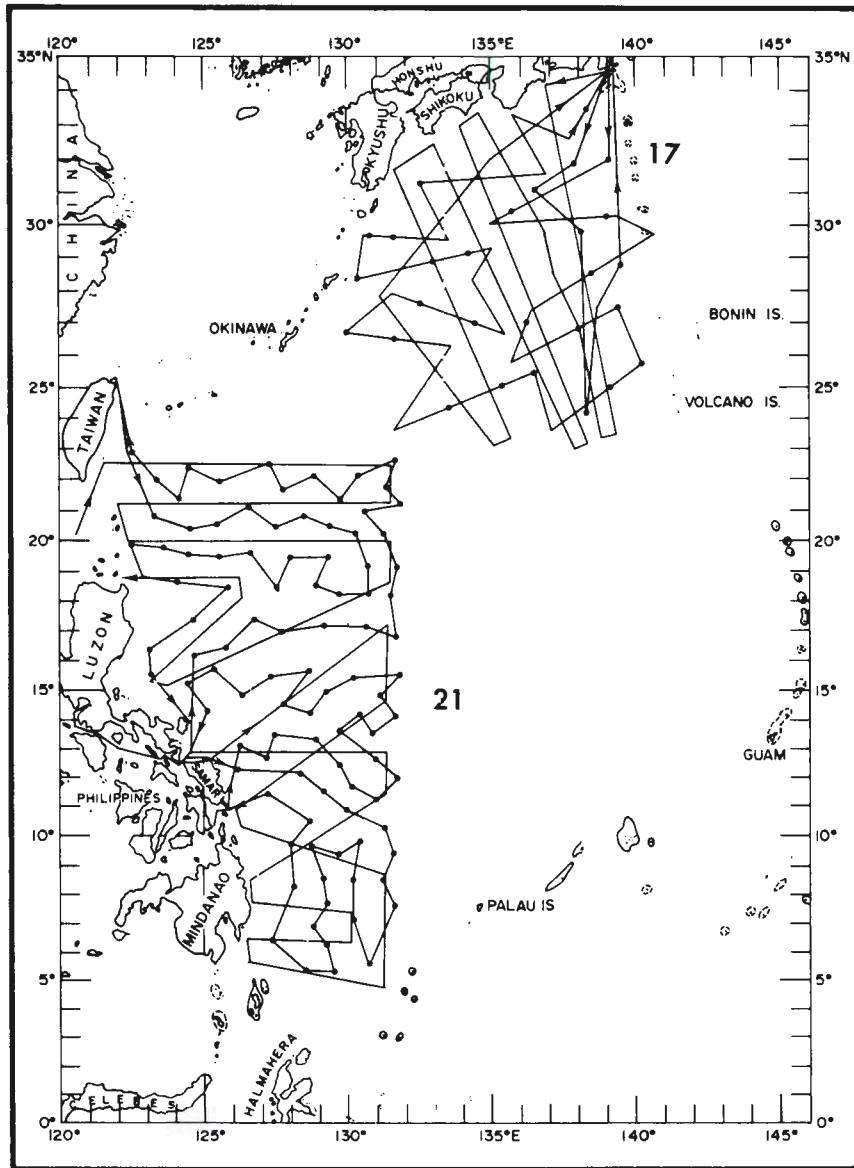 120° 125° 130° 135°E 140° 145°
35°N 35°N
HONSHU
SHIKOKU
KYUSHU
17
CHINA
30° 30°
OKINAWA
BONIN IS.
25° 25°
VOLCANO IS.
TAIWAN
20° 20°
LUZON
15° 15°
21
GUAM
SAMAR
PHILIPPINES
10° 10°
MINDANAO
PALAU IS
5° 5°
HALMAHERA
CELEBES
0° 0°
120° 125° 130° 135°E 140° 145°